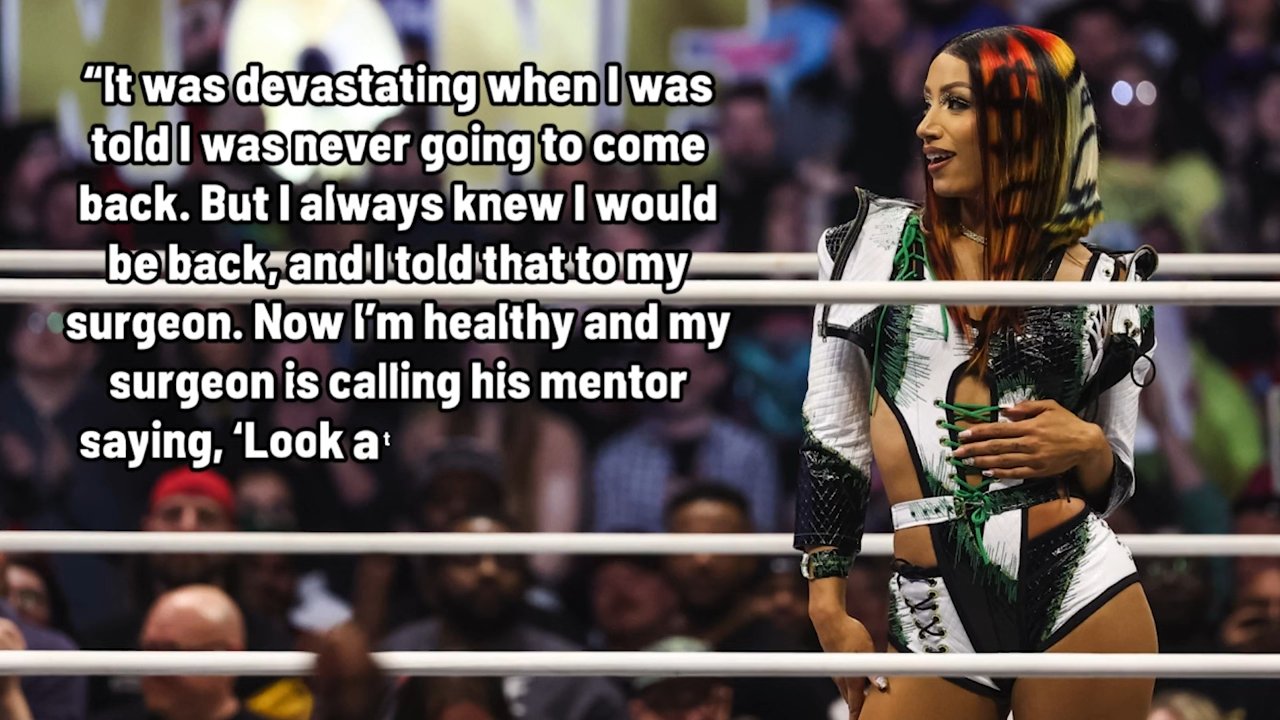 “It was devastating when I was
told I was never going to come
back. But I always knew I would
be back, and I told that to my
surgeon. Now I’m healthy and my
surgeon is calling his mentor
saying, ‘Look at